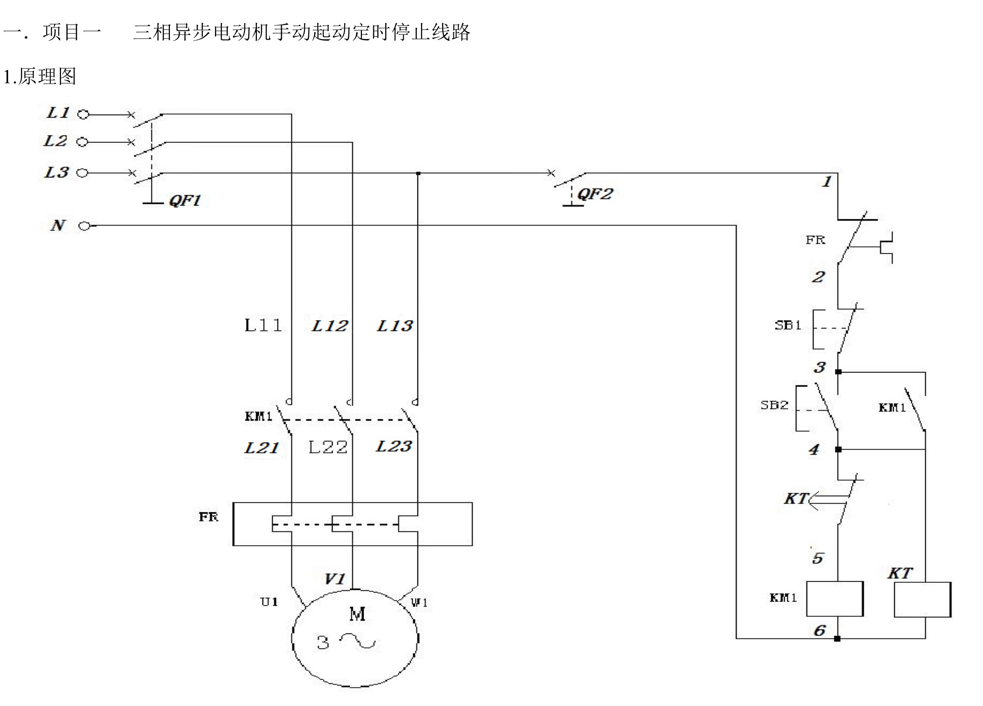 一．项目一 三相异步电动机手动起动定时停止线路
1.原理图
L1
L2
L3
QF1
QF2
1
N
FR
2
L11 L12 L13
SB1
3
SB2
KM1
KM1
L21 L22 L23
4
KT
FR
5
KT
V1
U1
W1
KM1
M
3
6